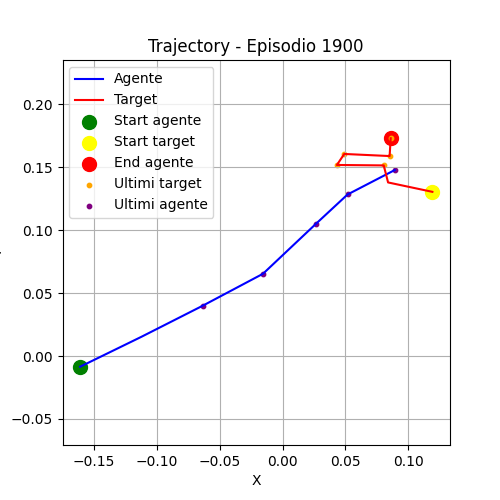 Trajectory - Episodio 1900
Agente
Target
Start agente
Start target
End agente
Ultimi target
Ultimi agente
0.20
0.15
0.10
0.05
0.00
−0.05
−0.15
−0.10
−0.05
0.00
0.05
0.10
X